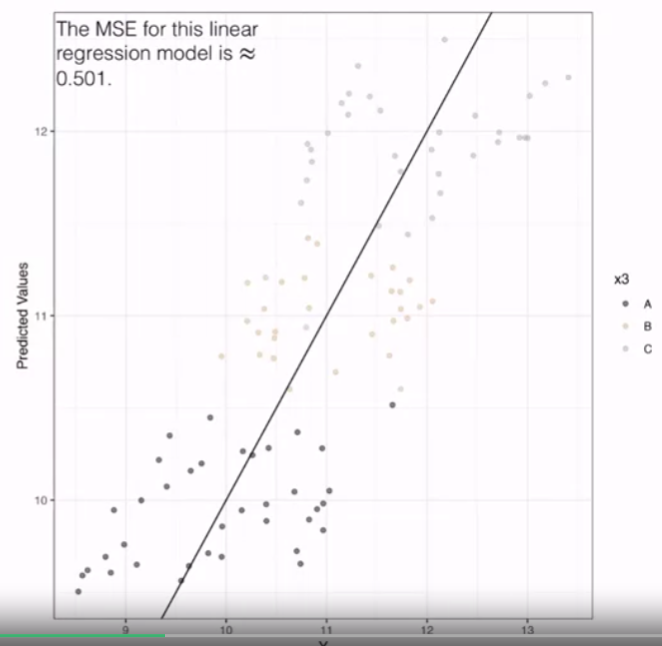 The MSE for this linear
regression model is ≈
0.501.
12
11
10
Predicted Values
9 10 11 12 13
x3
A
B
C